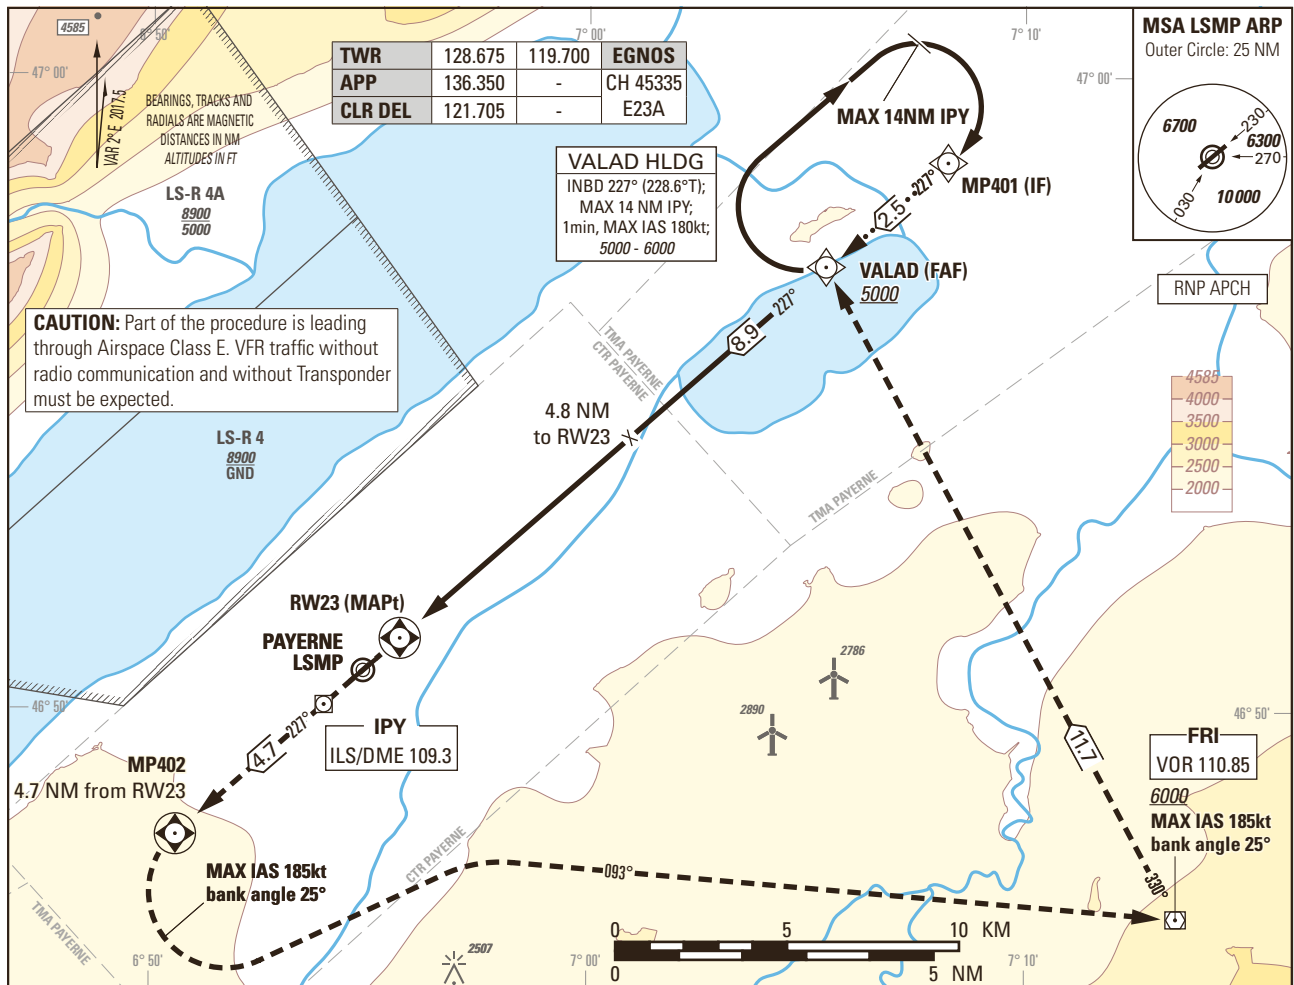 4585
6° 50'
7° 00'
7° 10'
47° 00'
47° 00'
VAR 2° E 2017.5
BEARINGS, TRACKS AND
RADIALS ARE MAGNETIC
DISTANCES IN NM
ALTITUDES IN FT
TWR 128.675 119.700 EGNOS
APP 136.350 - CH 45335
CLR DEL 121.705 - E23A
MSA LSMP ARP
Outer Circle: 25 NM
6700
230
6300
270
10000
030
MAX 14NM IPY
MP401 (IF)
227°
2.5
VALAD HLDG
INBD 227° (228.6°T);
MAX 14 NM IPY;
1min, MAX IAS 180kt;
5000 - 6000
LS-R 4A
8900
5000
VALAD (FAF)
5000
RNP APCH
CAUTION: Part of the procedure is leading
through Airspace Class E. VFR traffic without
radio communication and without Transponder
must be expected.
227°
8.9
TMA PAYERNE
CTR PAYERNE
4585
4000
3500
3000
2500
2000
4.8 NM
to RW23
LS-R 4
8900
GND
TMA PAYERNE
RW23 (MAPt)
PAYERNE
LSMP
2786
2890
46° 50'
46° 50'
227°
4.7
IPY
ILS/DME 109.3
11.7
FRI
VOR 110.85
6000
MAX IAS 185kt
bank angle 25°
MP402
4.7 NM from RW23
MAX IAS 185kt
bank angle 25°
CTR PAYERNE
093°
330°
TMA PAYERNE
2507
0 5 10 KM
0 5 NM
6° 50'
7° 00'
7° 10'